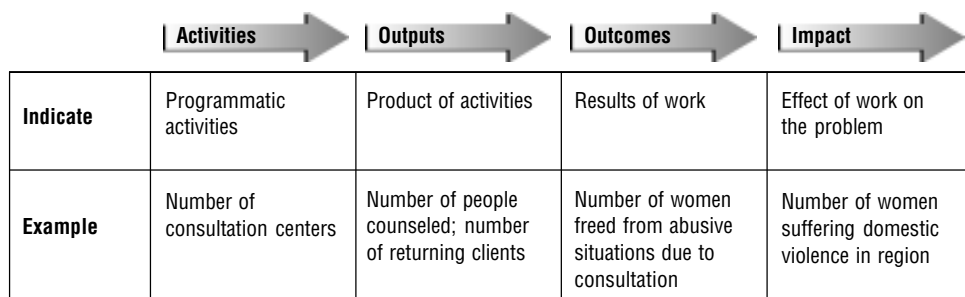 Activities
Outputs
Outcomes
Impact
Indicate
Programmatic
activities
Product of activities
Results of work
Effect of work on
the problem
Example
Number of
consultation centers
Number of people
counseled; number
of returning clients
Number of women
freed from abusive
situations due to
consultation
Number of women
suffering domestic
violence in region